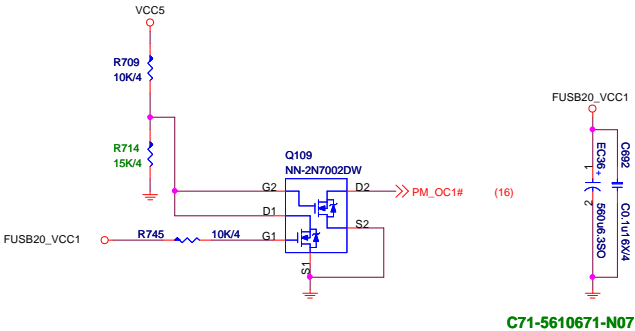 VCC5
R709
10K/4
R714
15K/4
Q109
NN-2N7002DW
G2
D2
PM_OC1#
(16)
D1
S2
FUSB20_VCC1
R745
10K/4
G1
S1
FUSB20_VCC1
1
EC36
+
2
560u6.3SO
C692
C0.1u16X/4
C71-5610671-N07